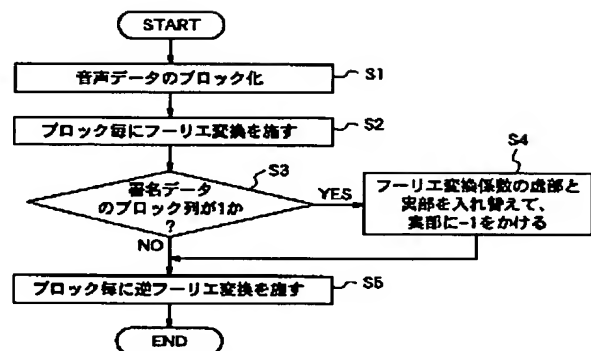 START
音声データのブロック化
S1
ブロック毎にフーリエ変換を施す
S2
S3
署名データ
のブロック列が1か
?
YES
NO
S4
フーリエ変換係数の虚部と
実部を入れ替えて、
実部に-1をかける
ブロック毎に逆フーリエ変換を施す
S5
END